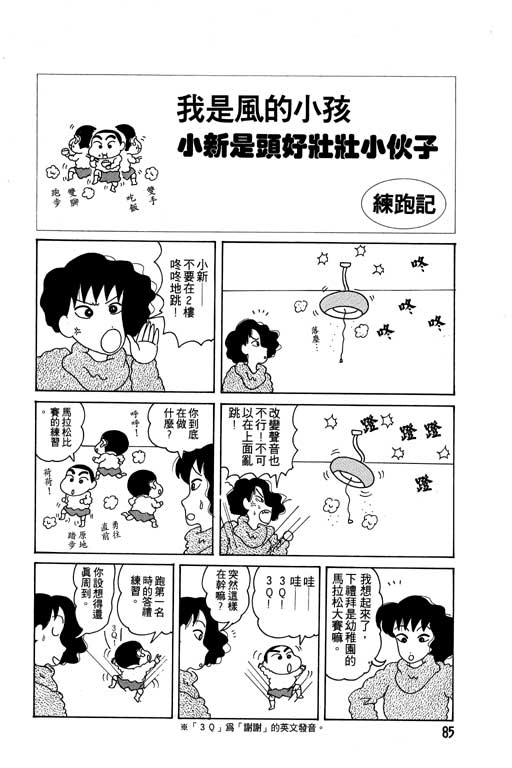 我是風的小孩
小新是頭好壯壯小伙子
練跑記
雙手
吃飯
雙腳
跑步
咚
咚
咚
落塵…
小新——
不要在2樓
咚咚地跳！
蹬
蹬
蹬
蹬
改變聲音也
不行！不可
以在上面亂
跳！
你到底
在做
什麼？
呼呼！
馬拉松比
賽的練習
。
荷荷！
勇往
直前
原地
踏步
我想起來了，
下禮拜是幼稚園的
馬拉松大賽嘛。
哇——
哇——
3Q！
3Q！
突然這樣
在幹嘛？
跑第一名
時的答禮
練習。
3Q！
你設想得還
真周到。
※「3Q」為「謝謝」的英文發音。
85